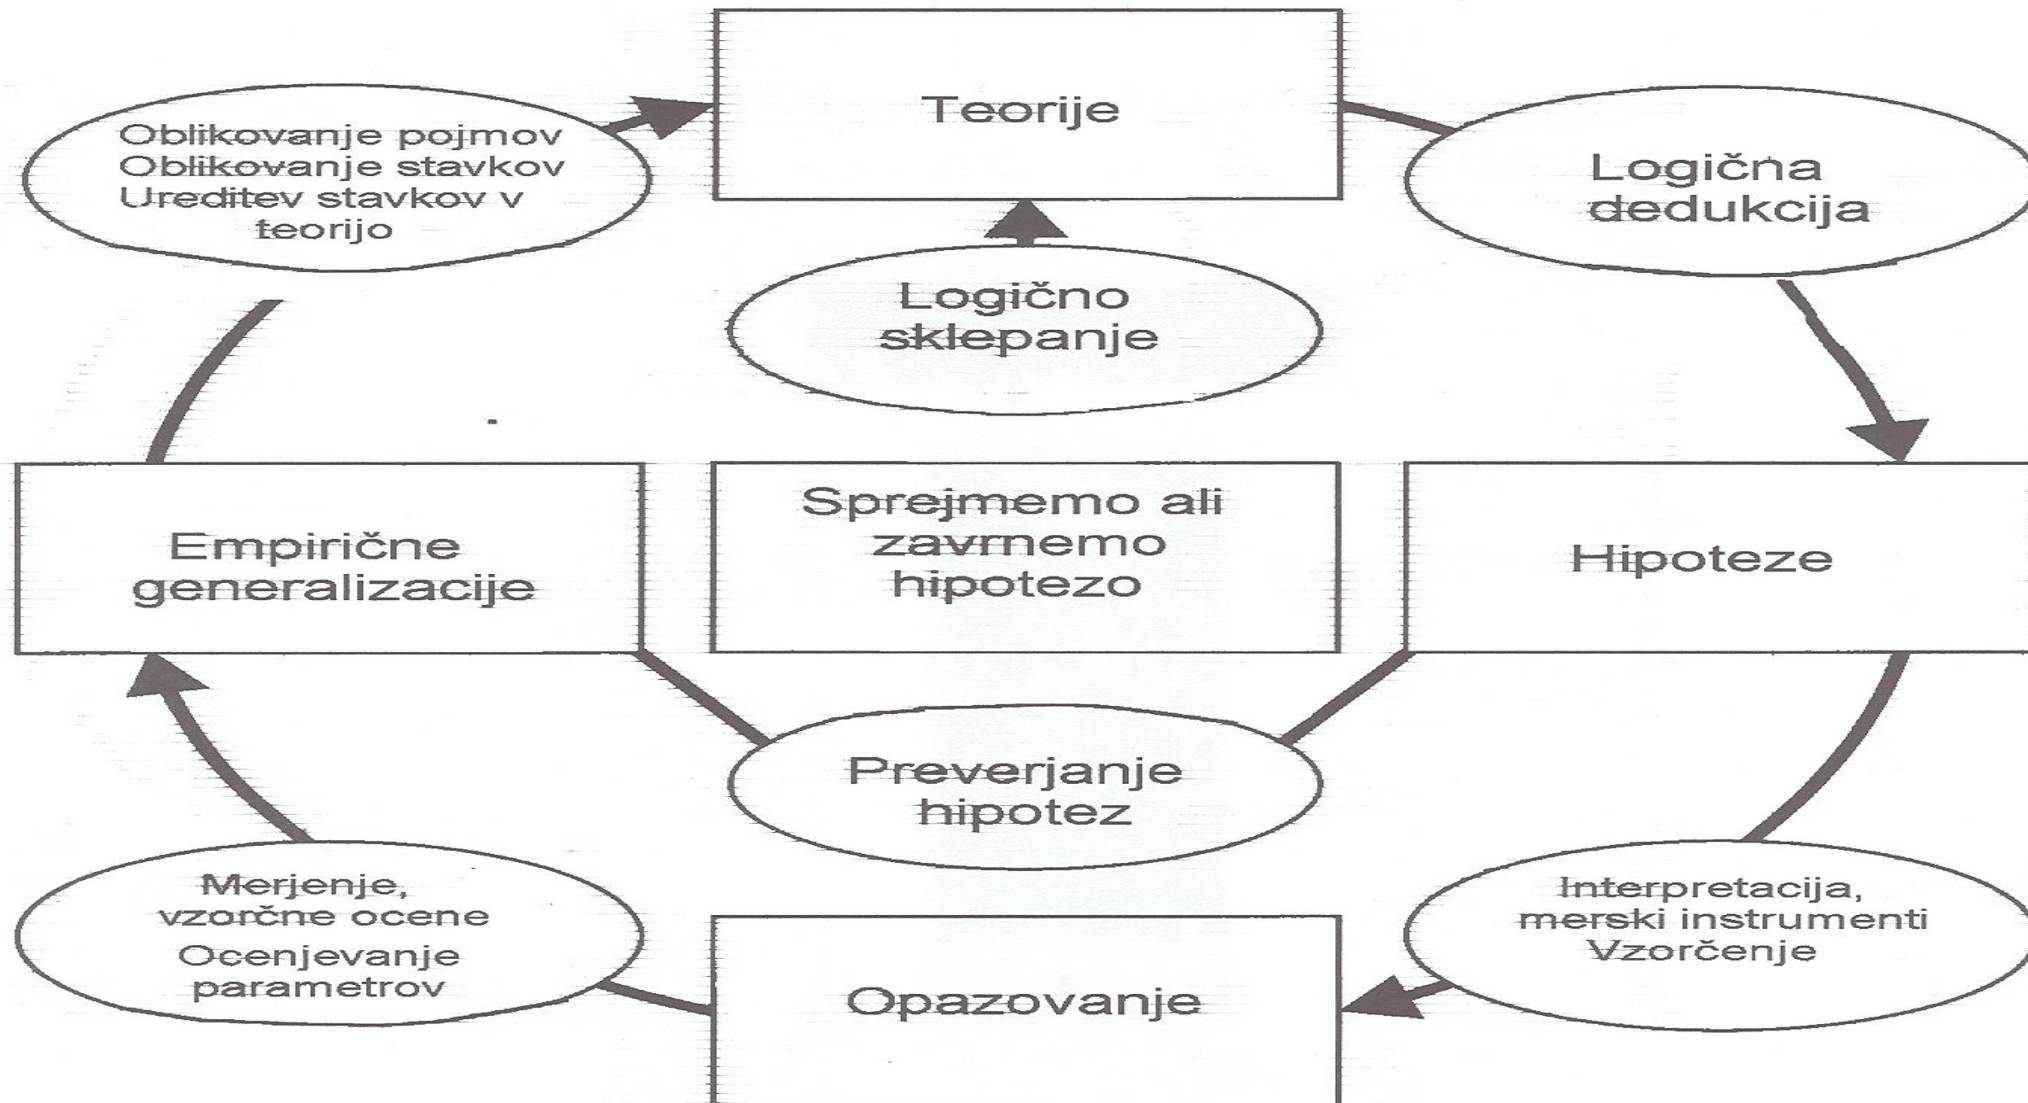 Teorije
Oblikovanje pojmov
Oblikovanje stavkov
Ureditev stavkov v
teorijo
Logična
dedukcija
Logično
sklepanje
Empirične
generalizacije
Sprejmemo ali
zavrnemo
hipotezo
Hipoteze
Preverjanje
hipotez
Merjenje,
vzorčne ocene
Ocenjevanje
parametrov
Opazovanje
Interpretacija,
merski instrumenti
Vzorčenje